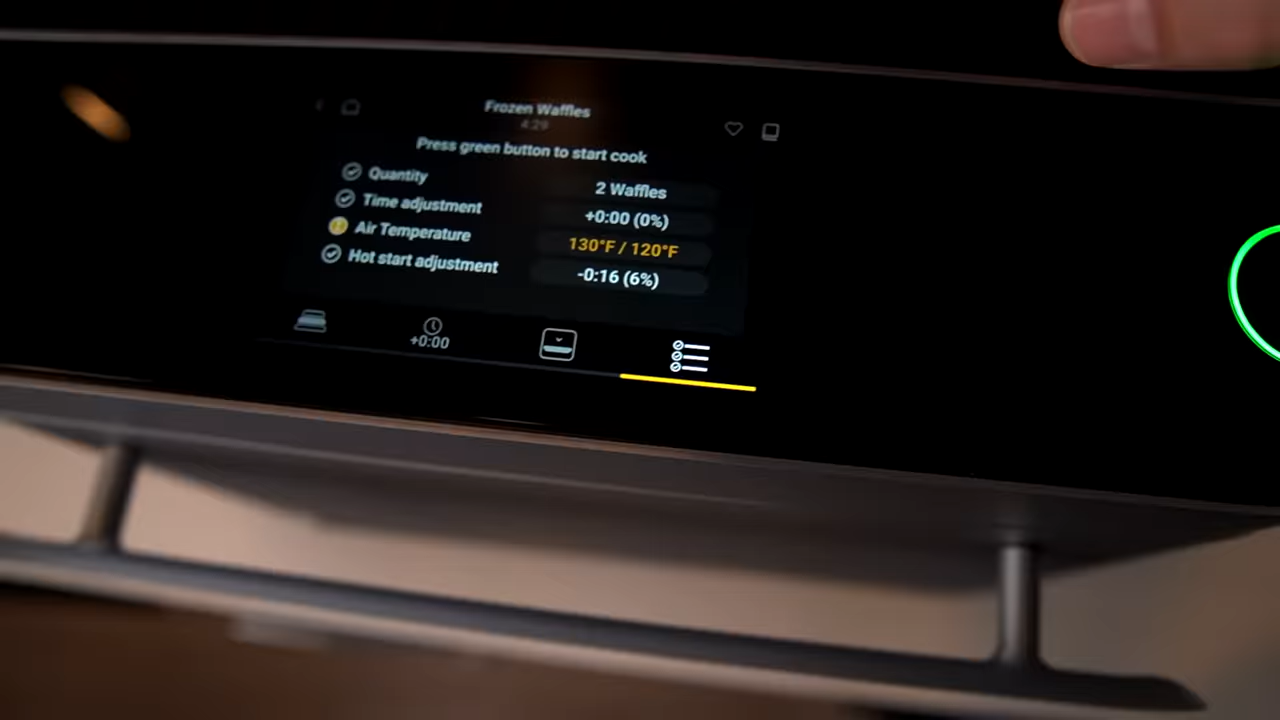 Frozen Waffles
4:29
Press green button to start cook
Quantity 2 Waffles
Time adjustment +0:00 (0%)
Air Temperature 130°F / 120°F
Hot start adjustment -0:16 (6%)
+0:00